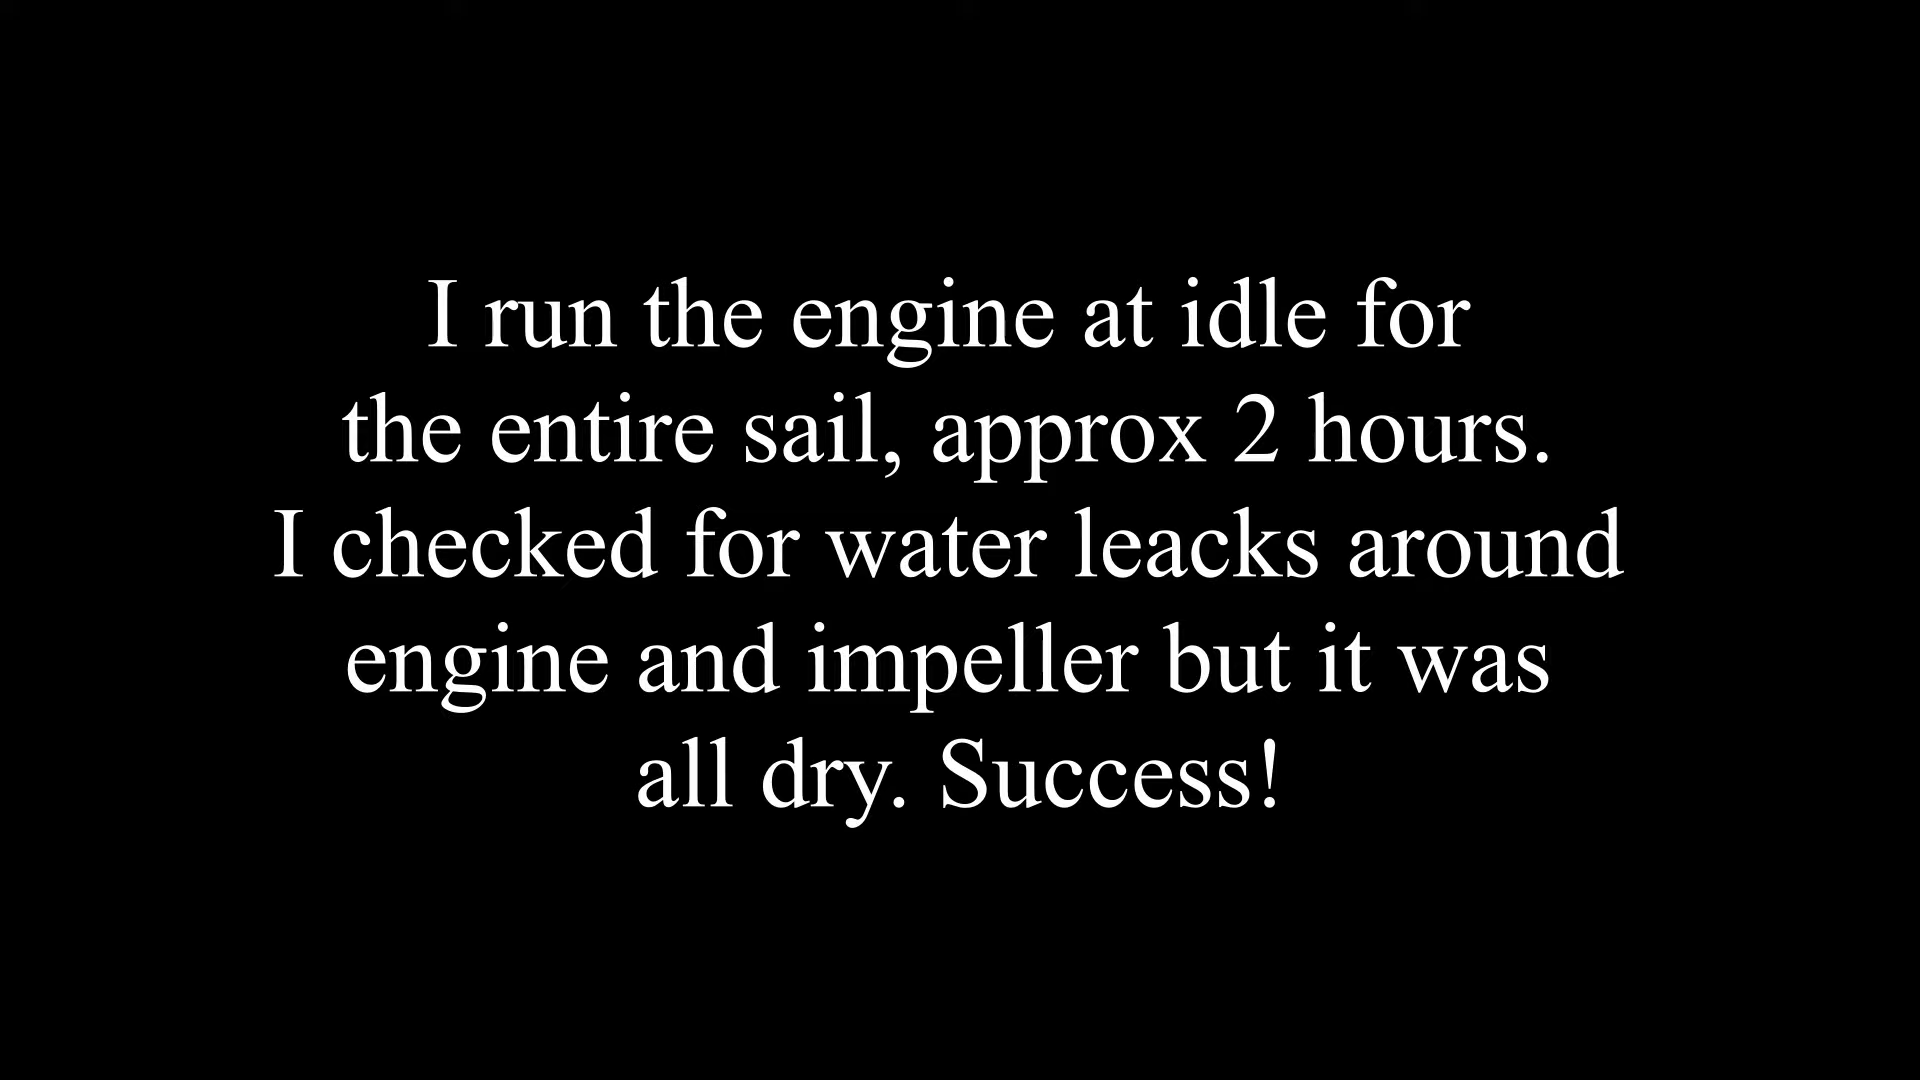 I run the engine at idle for
the entire sail, approx 2 hours.
I checked for water leacks around
engine and impeller but it was
all dry. Success!